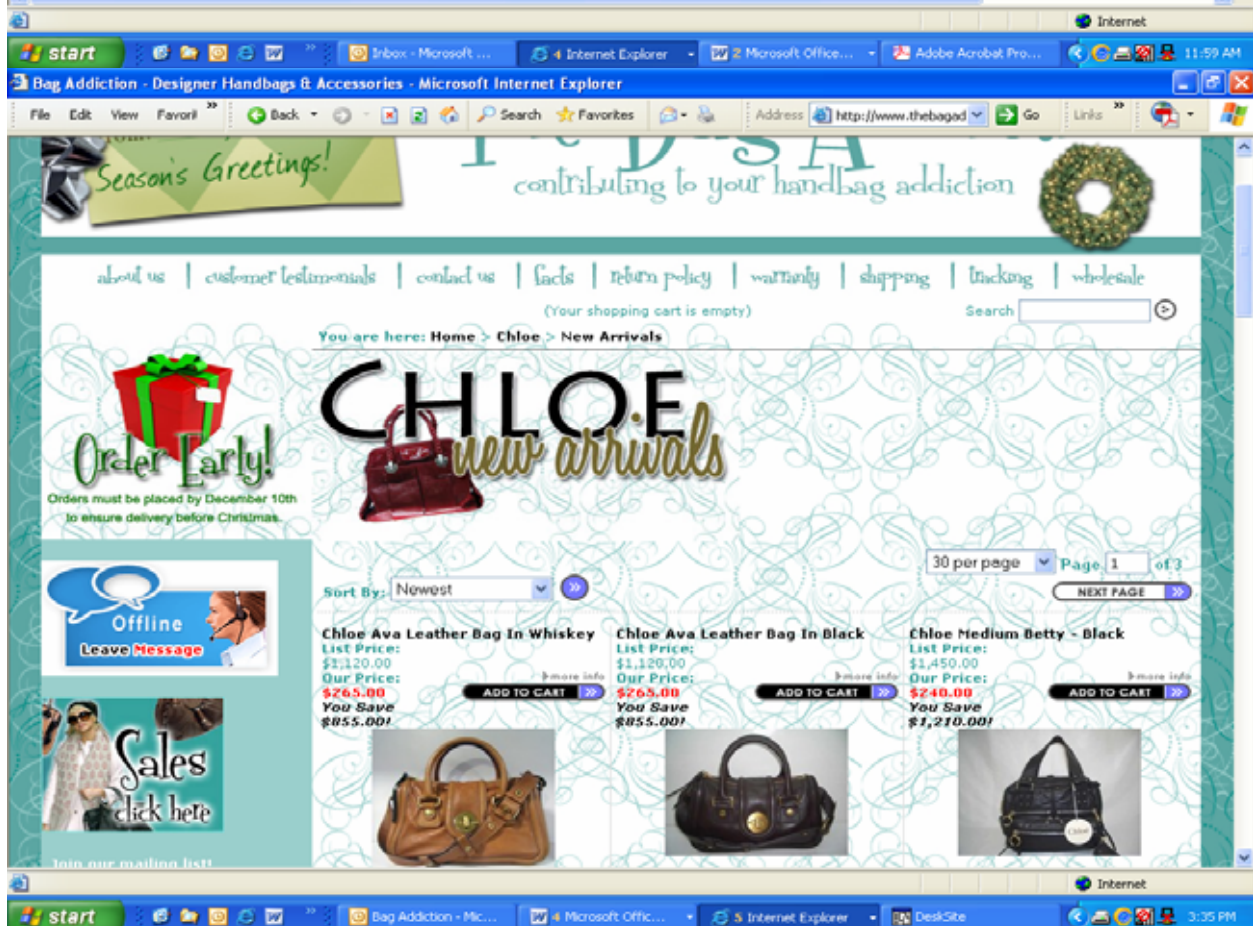 Internet
start » Inbox - Microsoft ... 4 Internet Explorer 2 Microsoft Office... Adobe Acrobat Pro... 11:59 AM
Bag Addiction - Designer Handbags & Accessories - Microsoft Internet Explorer
File Edit View Favori » Back Search Favorites Address http://www.thebagad Go Links »
Season's Greetings!
contributing to your handbag addiction
about us | customer testimonials | contact us | facts | return policy | warranty | shipping | tracking | wholesale
(Your shopping cart is empty) Search
You are here: Home > Chloe > New Arrivals
CHLOE
new arrivals
Order Early!
Orders must be placed by December 10th
to ensure delivery before Christmas.
30 per page Page 1 of 3
Sort By: Newest NEXT PAGE
Offline
Leave Message
Chloe Ava Leather Bag In Whiskey
List Price:
$1,120.00
Our Price: more info
$265.00 ADD TO CART
You Save
$855.00!
Chloe Ava Leather Bag In Black
List Price:
$1,120.00
Our Price: more info
$265.00 ADD TO CART
You Save
$855.00!
Chloe Medium Betty - Black
List Price:
$1,450.00
Our Price: more info
$240.00 ADD TO CART
You Save
$1,210.00!
Sales
click here
Chloe
Join our mailing list!
Internet
start » Bag Addiction - Mic... 4 Microsoft Offic... 5 Internet Explorer DeskSite 3:35 PM